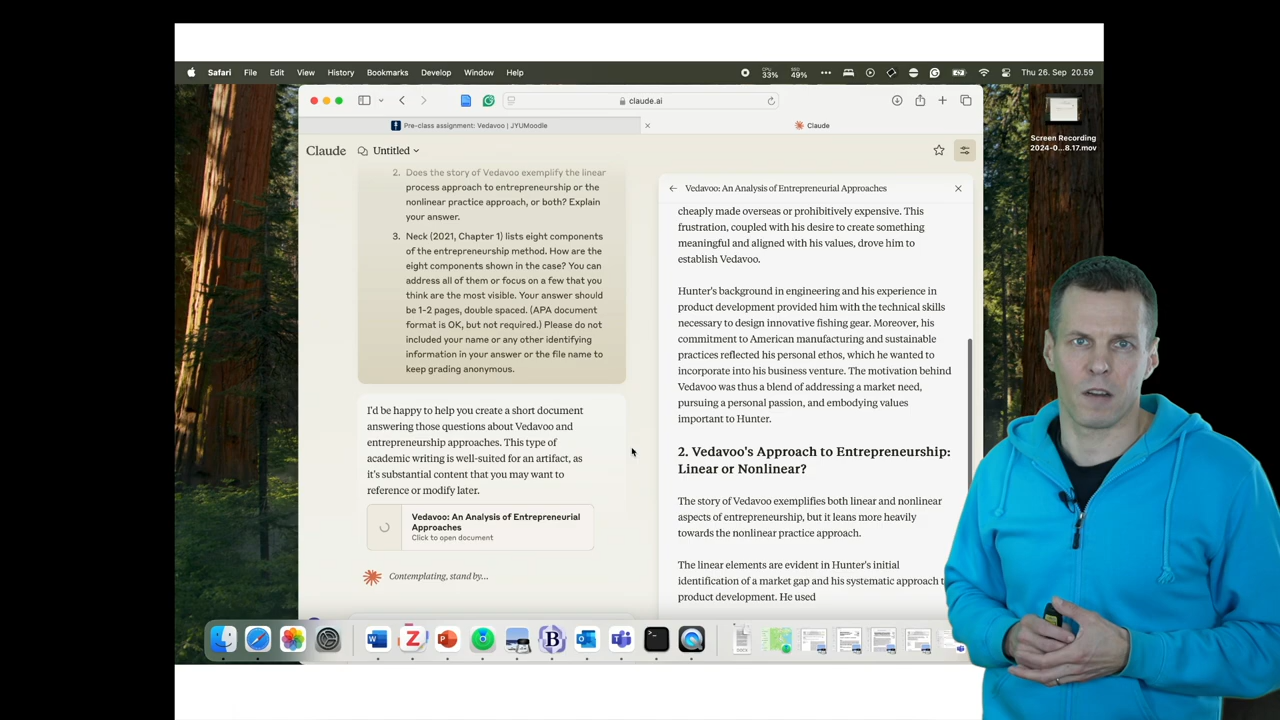 Safari File Edit View History Bookmarks Develop Window Help
CPU 33% SSD 49% Thu 26. Sep 20.59
claude.ai
Pre-class assignment: Vedavoo | JYUMoodle
Claude
Screen Recording
2024-0...8.17.mov
Claude Untitled
2. Does the story of Vedavoo exemplify the linear
process approach to entrepreneurship or the
nonlinear practice approach, or both? Explain
your answer.
3. Neck (2021, Chapter 1) lists eight components
of the entrepreneurship method. How are the
eight components shown in the case? You can
address all of them or focus on a few that you
think are the most visible. Your answer should
be 1-2 pages, double spaced. (APA document
format is OK, but not required.) Please do not
included your name or any other identifying
information in your answer or the file name to
keep grading anonymous.
I'd be happy to help you create a short document
answering those questions about Vedavoo and
entrepreneurship approaches. This type of
academic writing is well-suited for an artifact, as
it's substantial content that you may want to
reference or modify later.
Vedavoo: An Analysis of Entrepreneurial
Approaches
Click to open document
Contemplating, stand by...
Vedavoo: An Analysis of Entrepreneurial Approaches
cheaply made overseas or prohibitively expensive. This
frustration, coupled with his desire to create something
meaningful and aligned with his values, drove him to
establish Vedavoo.
Hunter's background in engineering and his experience in
product development provided him with the technical skills
necessary to design innovative fishing gear. Moreover, his
commitment to American manufacturing and sustainable
practices reflected his personal ethos, which he wanted to
incorporate into his business venture. The motivation behind
Vedavoo was thus a blend of addressing a market need,
pursuing a personal passion, and embodying values
important to Hunter.
2. Vedavoo's Approach to Entrepreneurship:
Linear or Nonlinear?
The story of Vedavoo exemplifies both linear and nonlinear
aspects of entrepreneurship, but it leans more heavily
towards the nonlinear practice approach.
The linear elements are evident in Hunter's initial
identification of a market gap and his systematic approach t
product development. He used